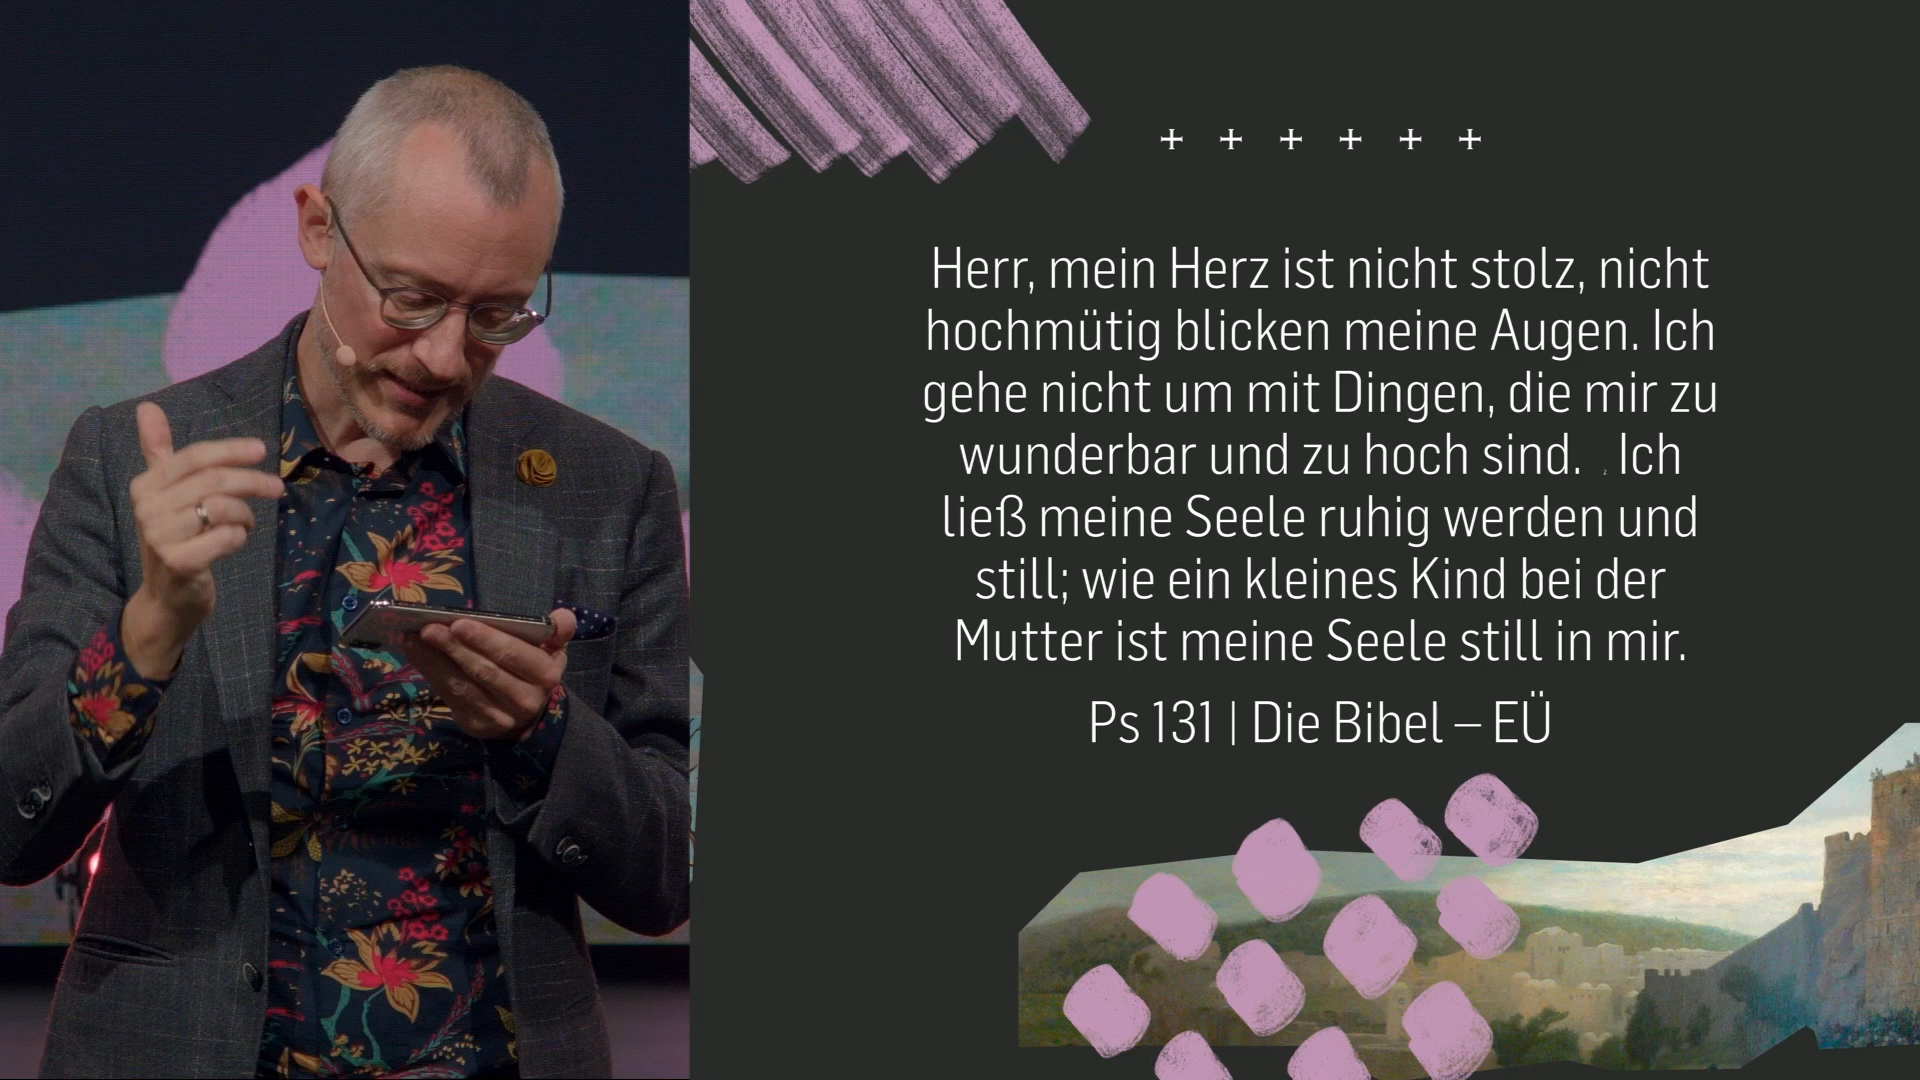 Herr, mein Herz ist nicht stolz, nicht
hochmütig blicken meine Augen. Ich
gehe nicht um mit Dingen, die mir zu
wunderbar und zu hoch sind. Ich
ließ meine Seele ruhig werden und
still; wie ein kleines Kind bei der
Mutter ist meine Seele still in mir.
Ps 131 | Die Bibel – EÜ